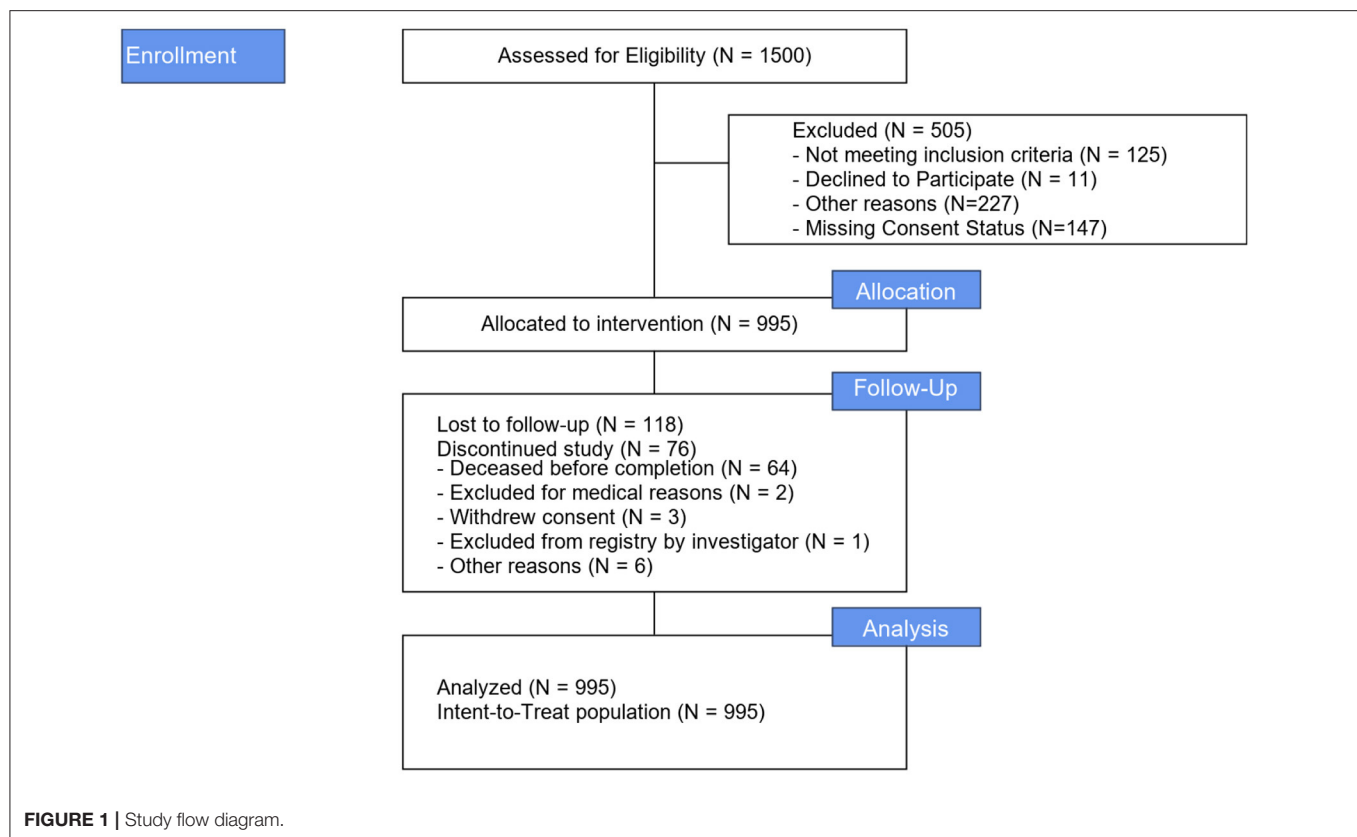 Enrollment
Assessed for Eligibility (N = 1500)
Excluded (N = 505)
- Not meeting inclusion criteria (N = 125)
- Declined to Participate (N = 11)
- Other reasons (N=227)
- Missing Consent Status (N=147)
Allocation
Allocated to intervention (N = 995)
Follow-Up
Lost to follow-up (N = 118)
Discontinued study (N = 76)
- Deceased before completion (N = 64)
- Excluded for medical reasons (N = 2)
- Withdrew consent (N = 3)
- Excluded from registry by investigator (N = 1)
- Other reasons (N = 6)
Analysis
Analyzed (N = 995)
Intent-to-Treat population (N = 995)
FIGURE 1 | Study flow diagram.